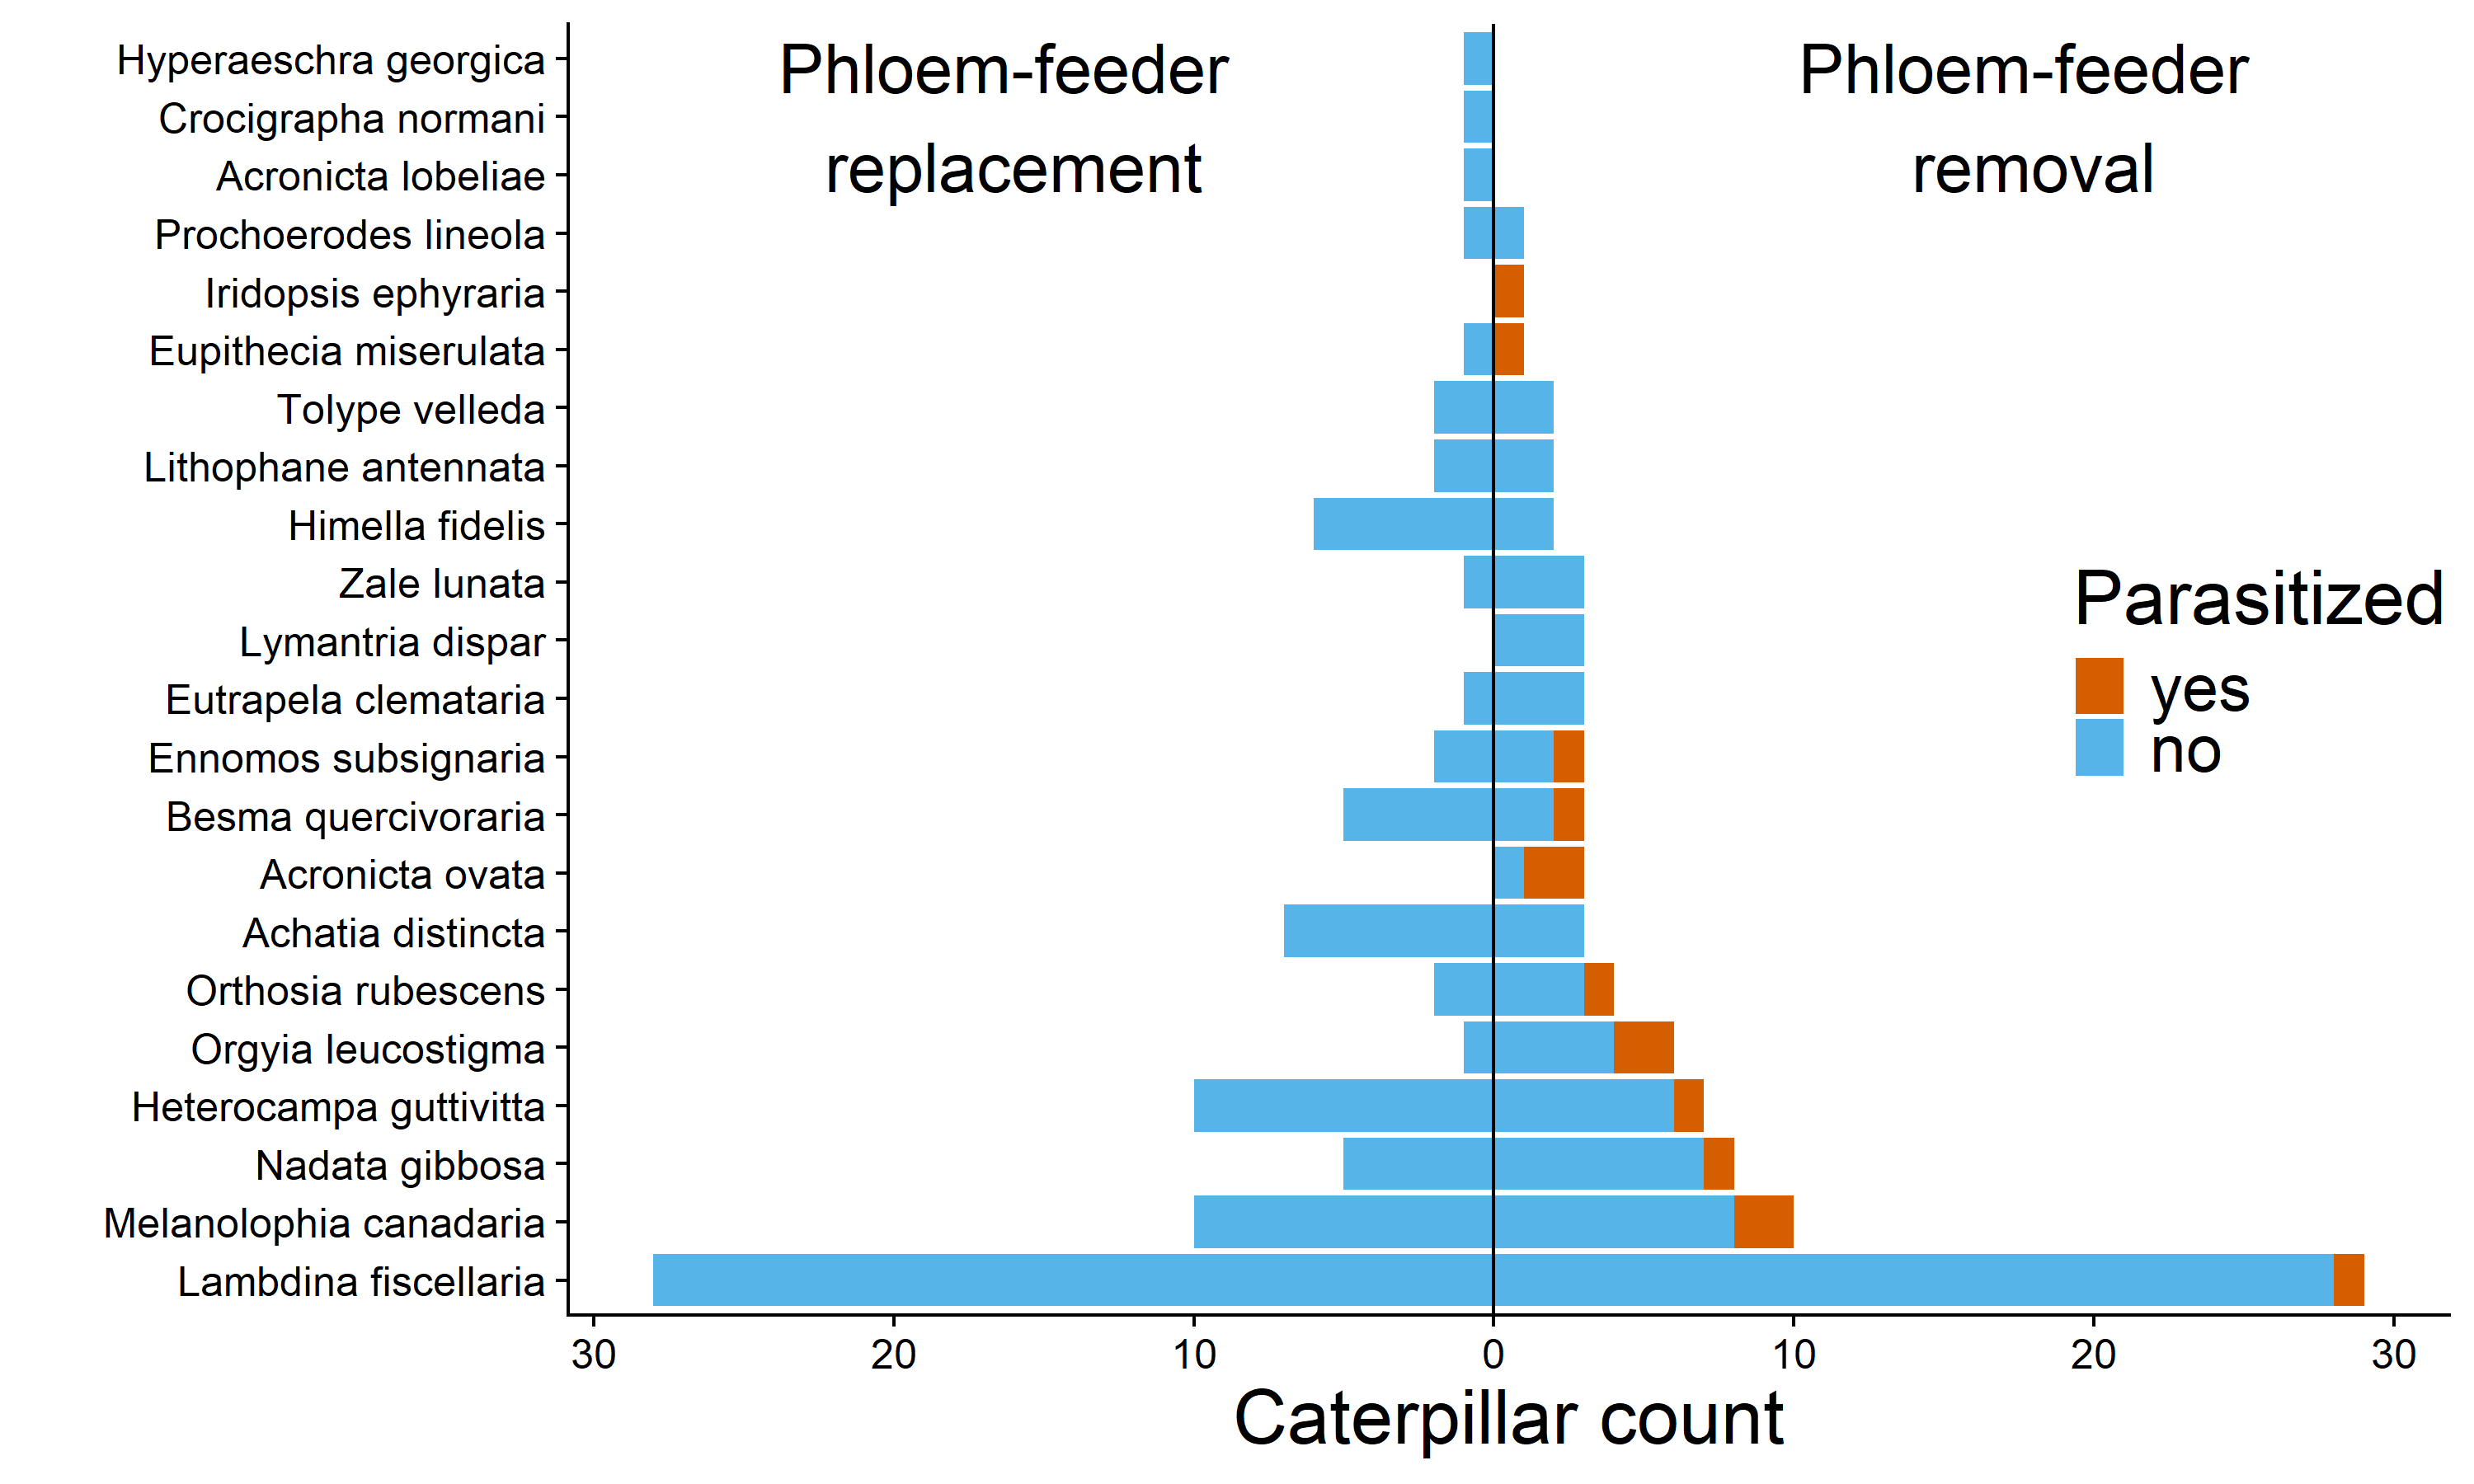 Phloem-feeder
replacement
Phloem-feeder
removal
Hyperaeschra georgica
Crocigrapha normani
Acronicta lobeliae
Prochoerodes lineola
Iridopsis ephyraria
Eupithecia miserulata
Tolype velleda
Lithophane antennata
Himella fidelis
Zale lunata
Lymantria dispar
Eutrapela clemataria
Ennomos subsignaria
Besma quercivoraria
Acronicta ovata
Achatia distincta
Orthosia rubescens
Orgyia leucostigma
Heterocampa guttivitta
Nadata gibbosa
Melanolophia canadaria
Lambdina fiscellaria
Parasitized
yes
no
30 20 10 0 10 20 30
Caterpillar count